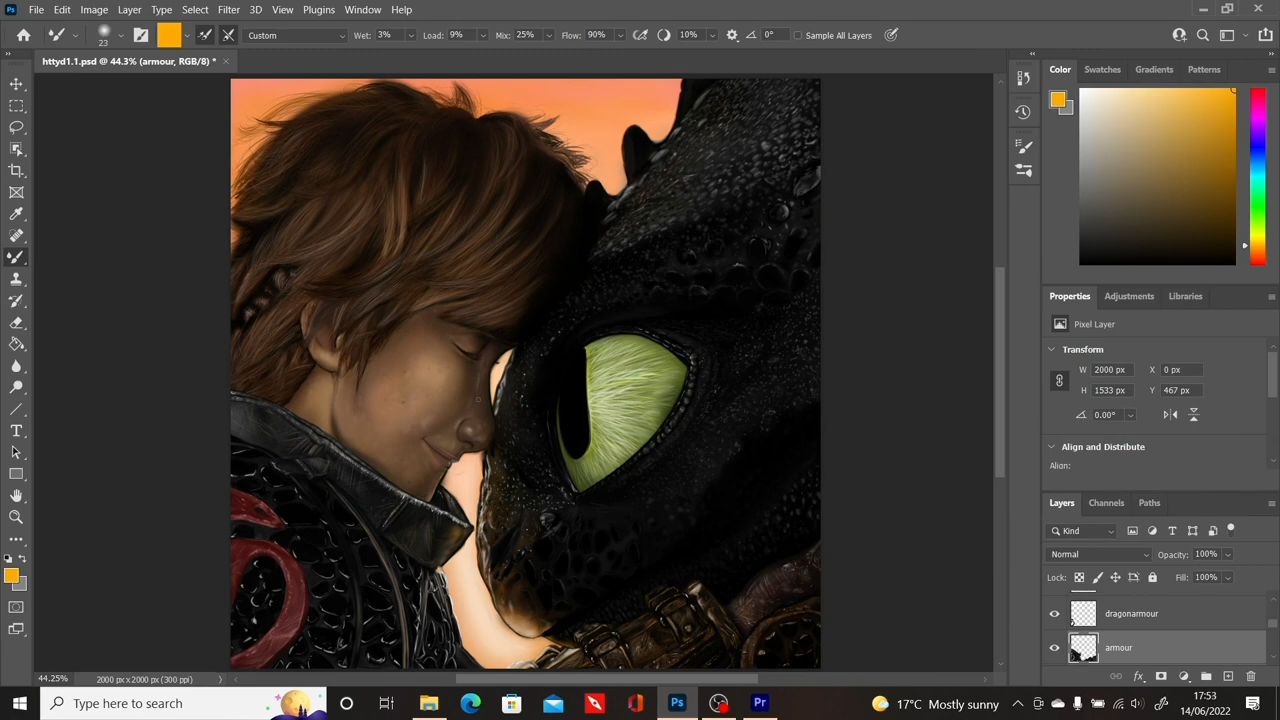 Ps File Edit Image Layer Type Select Filter 3D View Plugins Window Help
23 Custom Wet: 3% Load: 9% Mix: 25% Flow: 90% 10% 0° Sample All Layers
httyd1.1.psd @ 44.3% (armour, RGB/8) *
Color Swatches Gradients Patterns
Properties Adjustments Libraries
Pixel Layer
Transform
W 2000 px X 0 px
H 1533 px Y 467 px
0.00°
Align and Distribute
Align:
Layers Channels Paths
Kind
Normal Opacity: 100%
Lock: Fill: 100%
dragonarmour
armour
44.25% 2000 px x 2000 px (300 ppi)
Type here to search Ps Pr 17°C Mostly sunny 17:53
14/06/2022